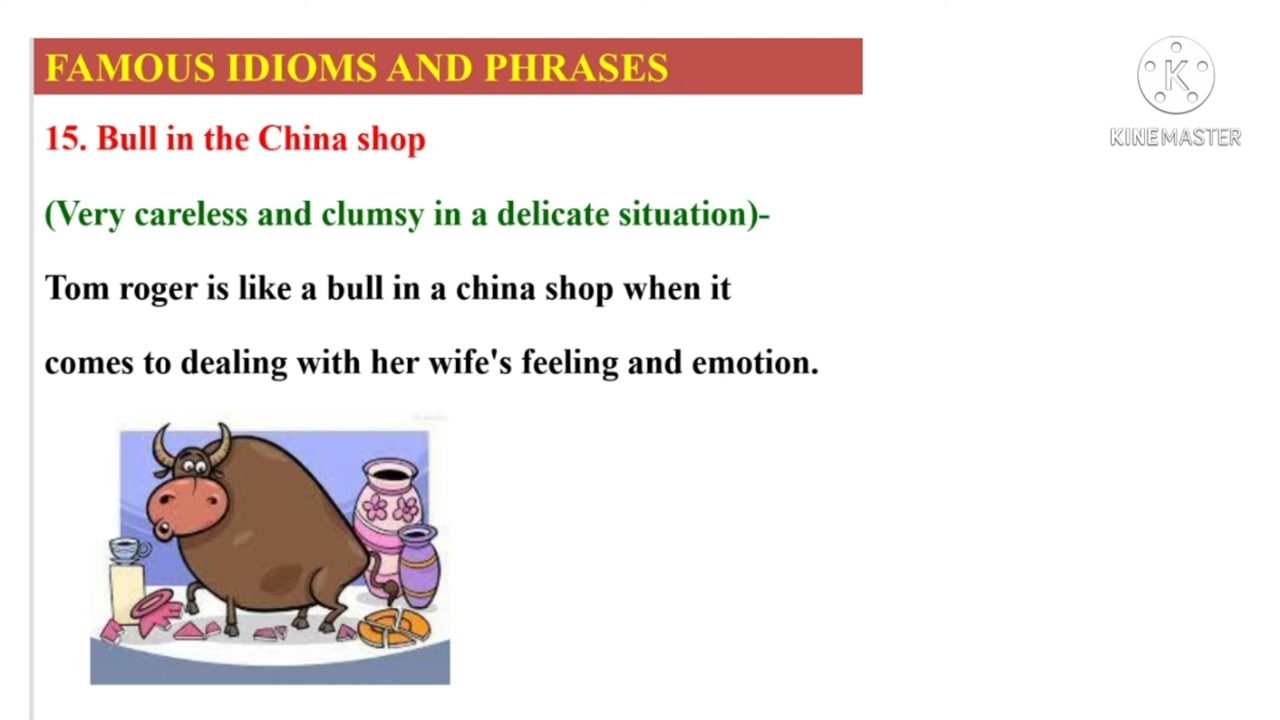 FAMOUS IDIOMS AND PHRASES
K
KINEMASTER
15. Bull in the China shop
(Very careless and clumsy in a delicate situation)-
Tom roger is like a bull in a china shop when it
comes to dealing with her wife's feeling and emotion.